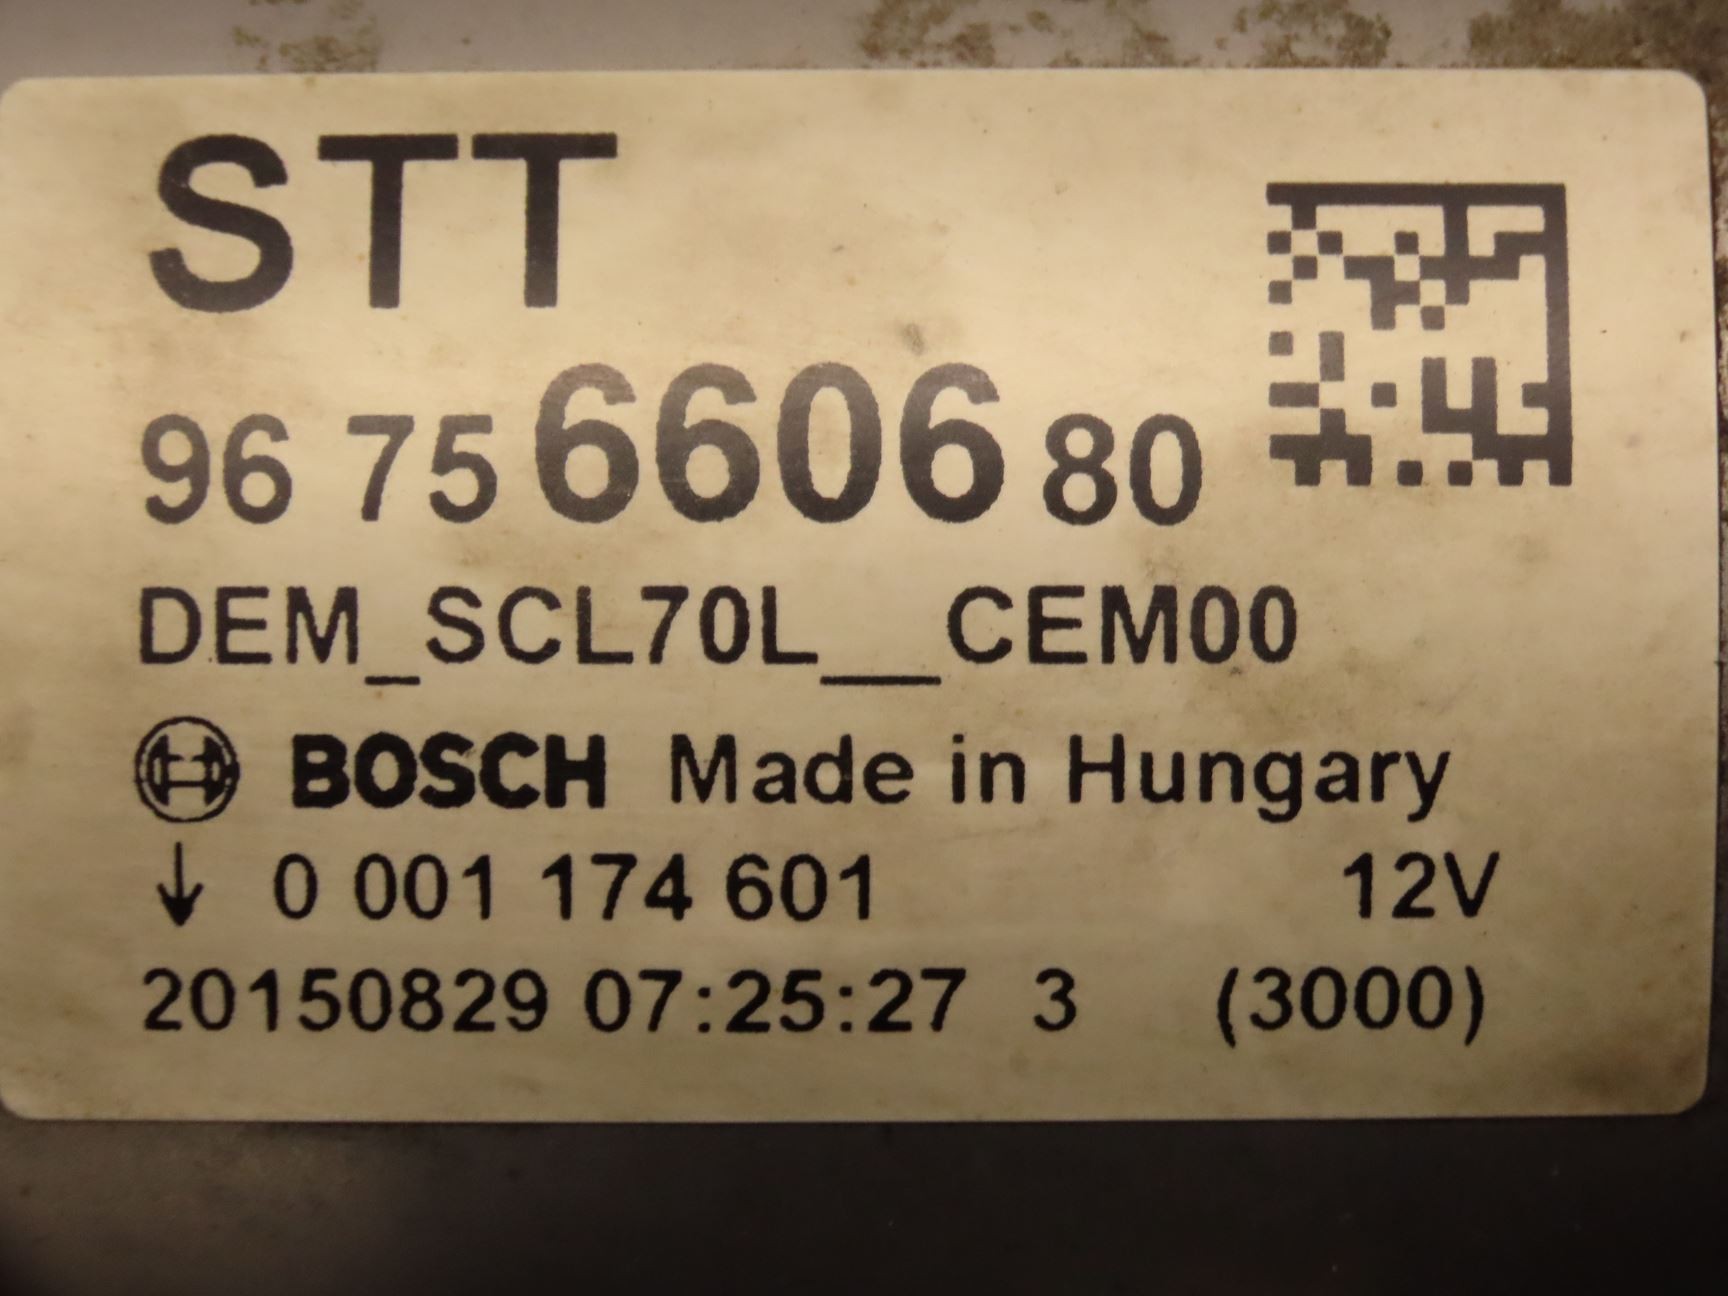 STT
96 75 6606 80
DEM_SCL70L__CEM00
BOSCH Made in Hungary
↓ 0 001 174 601 12V
20150829 07:25:27 3 (3000)